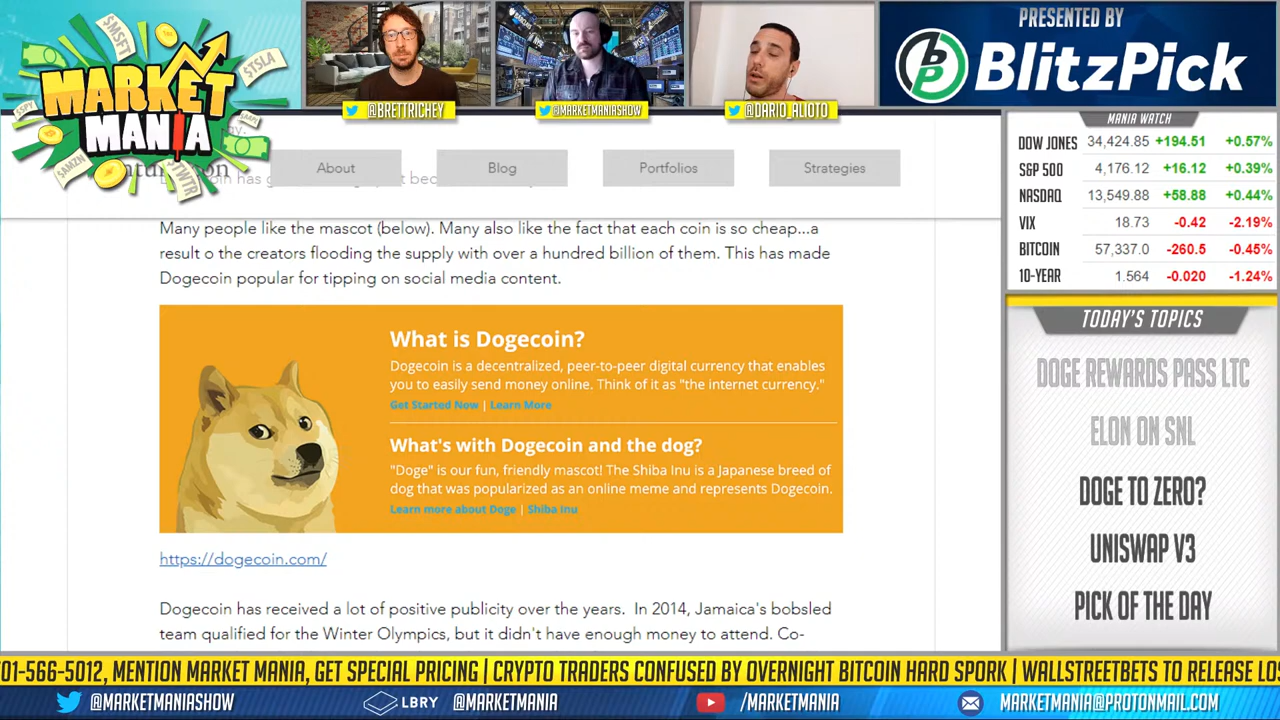 MARKET
MANIA
$MSFT
$TSLA
$SPY
$AMZN
$TWTR
@BRETTRICHEY
@MARKETMANIASHOW
@DARIO_ALIOTO
PRESENTED BY
BlitzPick
About
Blog
Portfolios
Strategies
Many people like the mascot (below). Many also like the fact that each coin is so cheap...a
result o the creators flooding the supply with over a hundred billion of them. This has made
Dogecoin popular for tipping on social media content.
What is Dogecoin?
Dogecoin is a decentralized, peer-to-peer digital currency that enables
you to easily send money online. Think of it as "the internet currency."
Get Started Now | Learn More
What's with Dogecoin and the dog?
"Doge" is our fun, friendly mascot! The Shiba Inu is a Japanese breed of
dog that was popularized as an online meme and represents Dogecoin.
Learn more about Doge | Shiba Inu
https://dogecoin.com/
Dogecoin has received a lot of positive publicity over the years. In 2014, Jamaica's bobsled
team qualified for the Winter Olympics, but it didn't have enough money to attend. Co-
MANIA WATCH
DOW JONES 34,424.85 +194.51 +0.57%
S&P 500 4,176.12 +16.12 +0.39%
NASDAQ 13,549.88 +58.88 +0.44%
VIX 18.73 -0.42 -2.19%
BITCOIN 57,337.0 -260.5 -0.45%
10-YEAR 1.564 -0.020 -1.24%
TODAY'S TOPICS
DOGE REWARDS PASS LTC
ELON ON SNL
DOGE TO ZERO?
UNISWAP V3
PICK OF THE DAY
01-566-5012, MENTION MARKET MANIA, GET SPECIAL PRICING | CRYPTO TRADERS CONFUSED BY OVERNIGHT BITCOIN HARD SPORK | WALLSTREETBETS TO RELEASE LOS
@MARKETMANIASHOW
LBRY @MARKETMANIA
/MARKETMANIA
MARKETMANIA@PROTONMAIL.COM